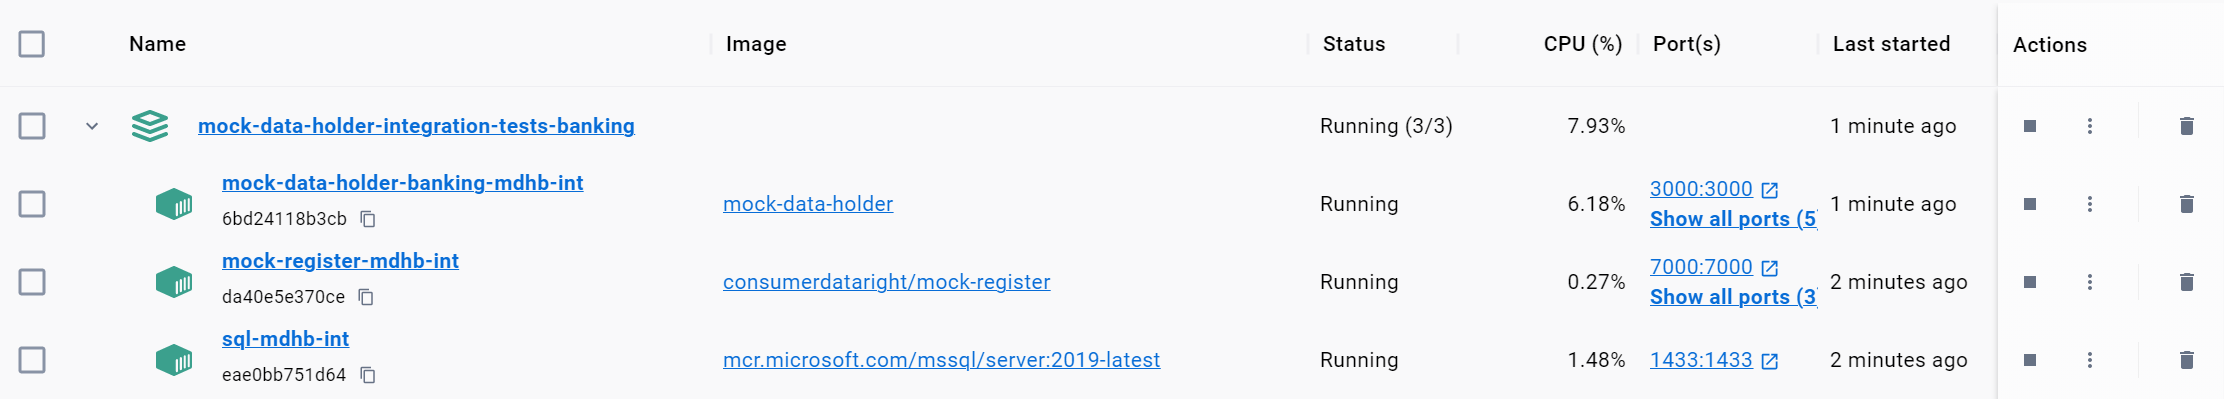 Name Image Status CPU (%) Port(s) Last started Actions
mock-data-holder-integration-tests-banking Running (3/3) 7.93% 1 minute ago
mock-data-holder-banking-mdhb-int
6bd24118b3cb
mock-data-holder Running 6.18%
3000:3000
Show all ports (5
1 minute ago
mock-register-mdhb-int
da40e5e370ce
consumerdataright/mock-register Running 0.27%
7000:7000
Show all ports (3
2 minutes ago
sql-mdhb-int
eae0bb751d64
mcr.microsoft.com/mssql/server:2019-latest Running 1.48% 1433:1433 2 minutes ago